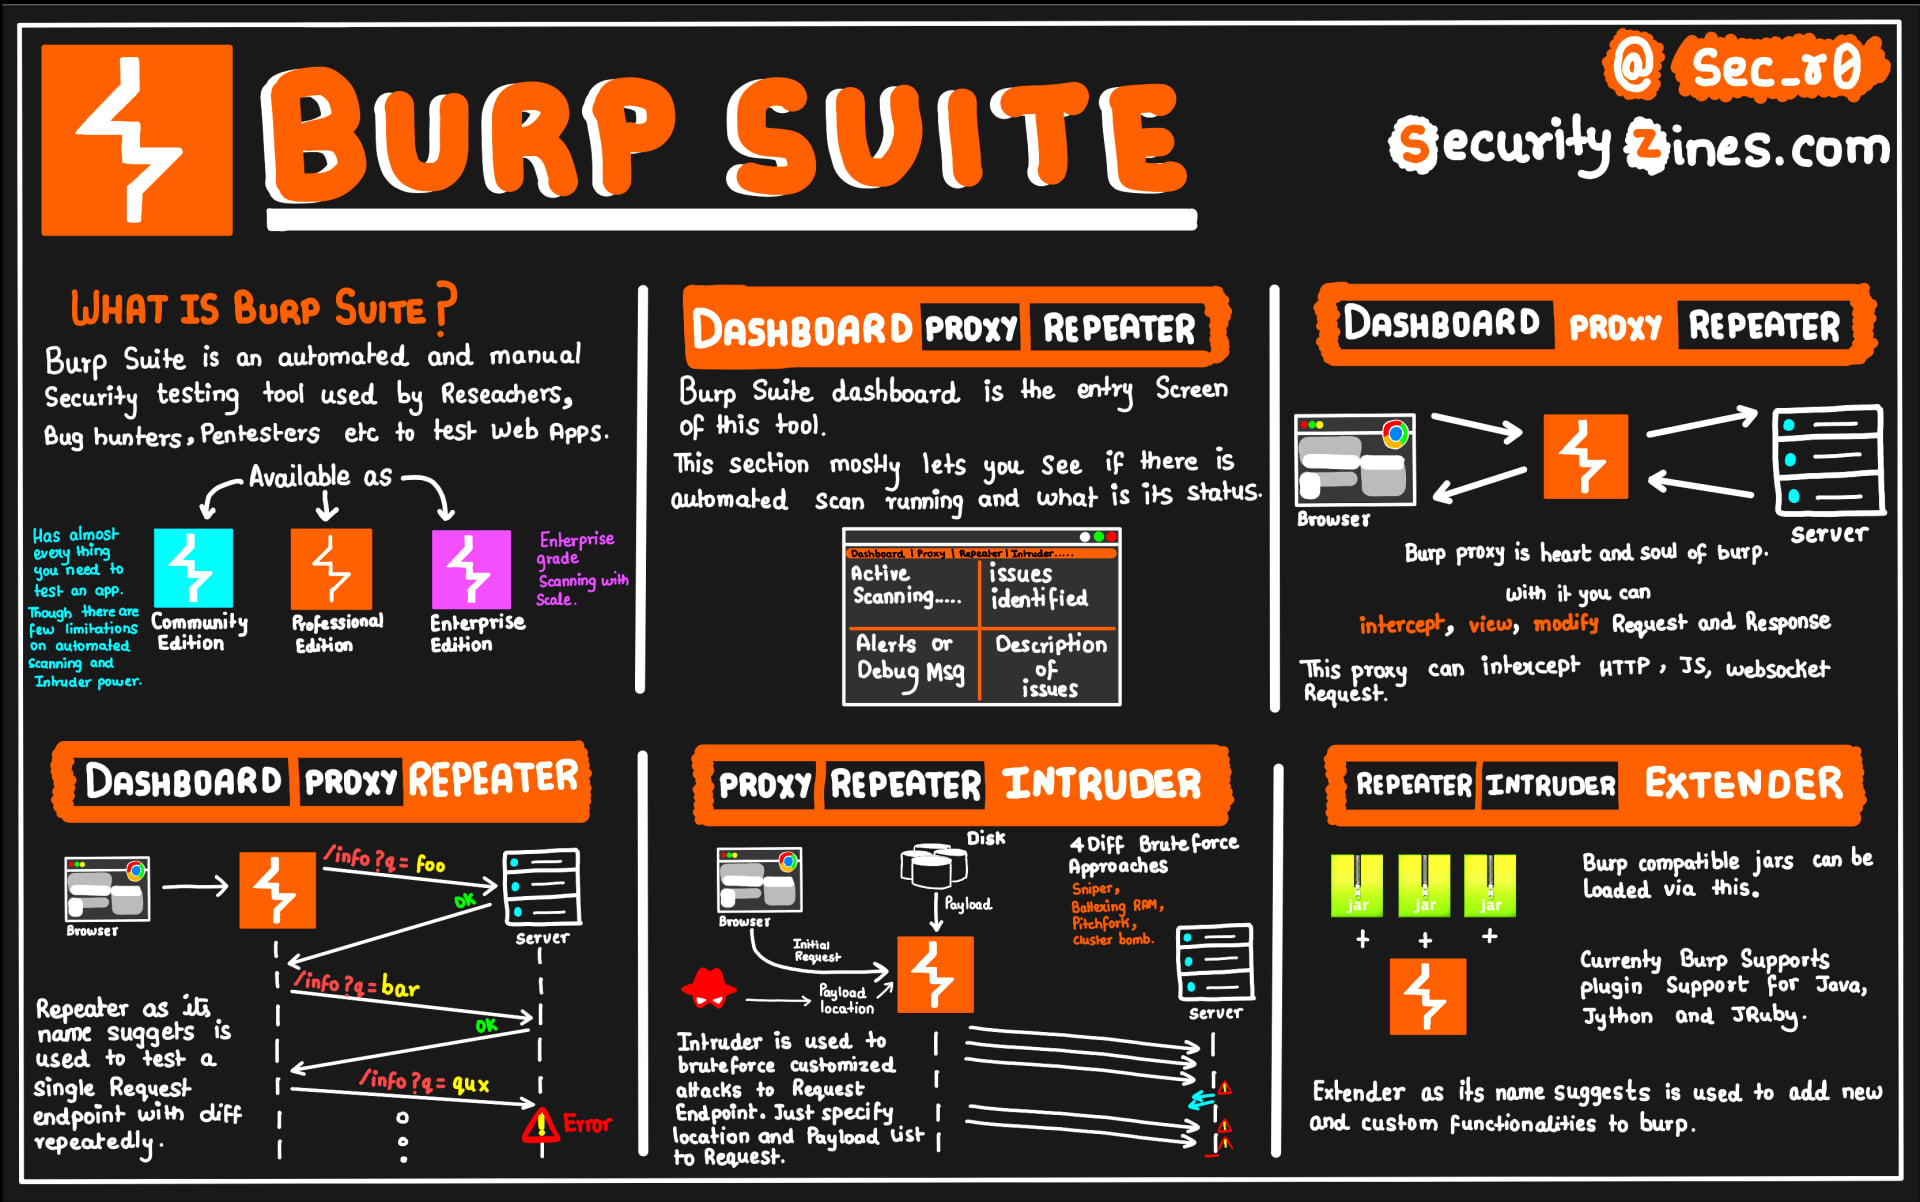 BURP SUITE
@ Sec_r0
Security Zines.com
WHAT IS BURP SUITE?
Burp Suite is an automated and manual
Security testing tool used by Reseachers,
Bug hunters, Pentesters etc to test Web Apps.
Available as
Has almost
every thing
you need to
test an app.
Though there are
few limitations
on automated
Scanning and
Intruder power.
Community
Edition
Professional
Edition
Enterprise
Edition
Enterprise
grade
Scanning with
Scale.
DASHBOARD PROXY REPEATER
Burp Suite dashboard is the entry Screen
of this tool.
This section mostly lets you see if there is
automated scan running and what is its status.
Dashboard | Proxy | Repeater | Intruder.....
Active
Scanning.....
issues
identified
Alerts or
Debug Msg
Description
of
issues
DASHBOARD PROXY REPEATER
Browser
Server
Burp proxy is heart and soul of burp.
with it you can
intercept, view, modify Request and Response
This proxy can intercept HTTP, JS, websocket
Request.
DASHBOARD PROXY REPEATER
/info?q=foo
OK
Browser
Server
/info?q=bar
OK
/info?q=qux
Error
Repeater as its
name suggets is
used to test a
single Request
endpoint with diff
repeatedly.
PROXY REPEATER INTRUDER
Disk
Payload
4 Diff Bruteforce
Approaches
Sniper,
Battering RAM,
Pitchfork,
cluster bomb.
Browser
Initial
Request
Payload
location
Server
Intruder is used to
bruteforce customized
attacks to Request
Endpoint. Just specify
location and Payload list
to Request.
REPEATER INTRUDER EXTENDER
jar
jar
jar
+
+
+
Burp compatible jars can be
Loaded via this.
Currenty Burp Supports
plugin Support for Java,
Jython and JRuby.
Extender as its name suggests is used to add new
and custom functionalities to burp.